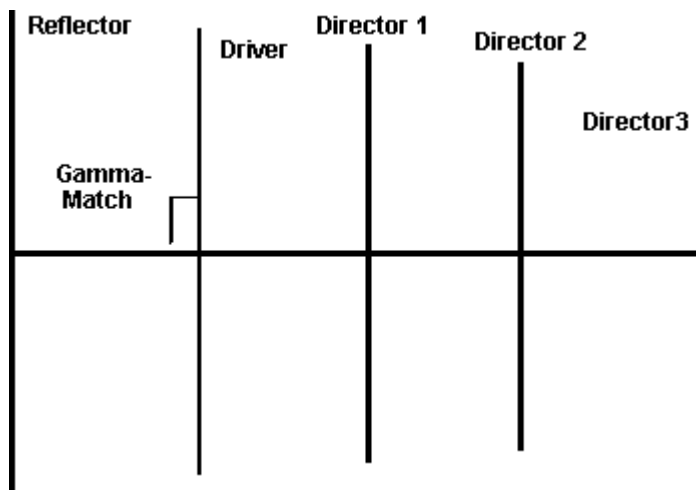 Reflector
Driver
Director 1
Director 2
Director3
Gamma-
Match